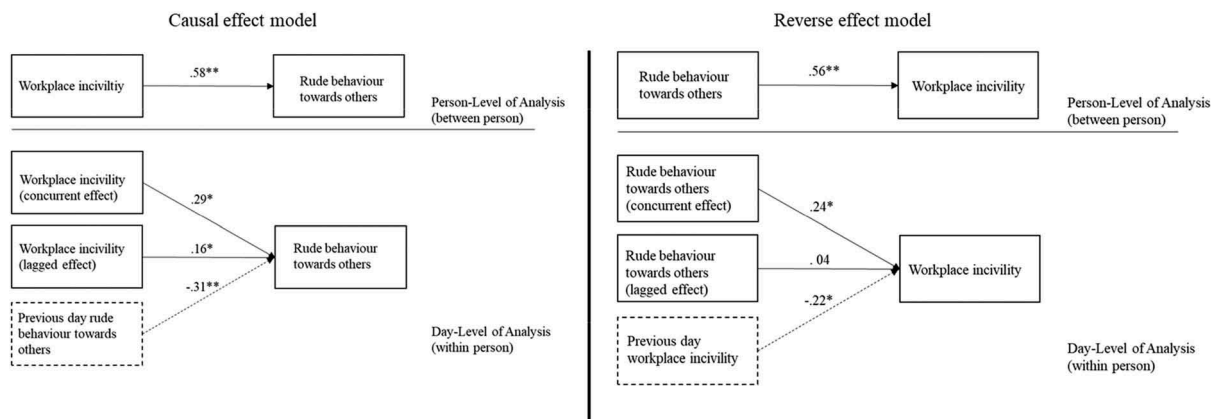 Causal effect model
Workplace inciviltiy
.58**
Rude behaviour
towards others
Person-Level of Analysis
(between person)
Workplace incivility
(concurrent effect)
.29*
Workplace incivility
(lagged effect)
.16*
Rude behaviour
towards others
-.31**
Previous day rude
behaviour towards
others
Day-Level of Analysis
(within person)
Reverse effect model
Rude behaviour
towards others
.56**
Workplace incivility
Person-Level of Analysis
(between person)
Rude behaviour
towards others
(concurrent effect)
.24*
Rude behaviour
towards others
(lagged effect)
. 04
Workplace incivility
-.22*
Previous day
workplace incivility
Day-Level of Analysis
(within person)